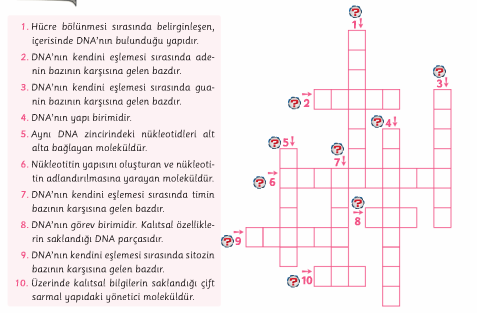 1. Hücre bölünmesi sırasında belirginleşen,
içerisinde DNA'nın bulunduğu yapıdır.
2. DNA'nın kendini eşlemesi sırasında ade-
nin bazının karşısına gelen bazdır.
3. DNA'nın kendini eşlemesi sırasında gua-
nin bazının karşısına gelen bazdır.
4. DNA'nın yapı birimidir.
5. Aynı DNA zincirindeki nükleotidleri alt
alta bağlayan moleküldür.
6. Nükleotitin yapısını oluşturan ve nükleoti-
tin adlandırılmasına yarayan moleküldür.
7. DNA'nın kendini eşlemesi sırasında timin
bazının karşısına gelen bazdır.
8. DNA'nın görev birimidir. Kalıtsal özellikle-
rin saklandığı DNA parçasıdır.
9. DNA'nın kendini eşlemesi sırasında sitozin
bazının karşısına gelen bazdır.
10. Üzerinde kalıtsal bilgilerin saklandığı çift
sarmal yapıdaki yönetici moleküldür.
? 1
? 3
? 2
? 4
? 5
? 7
? 6
? 8
? 9
? 10